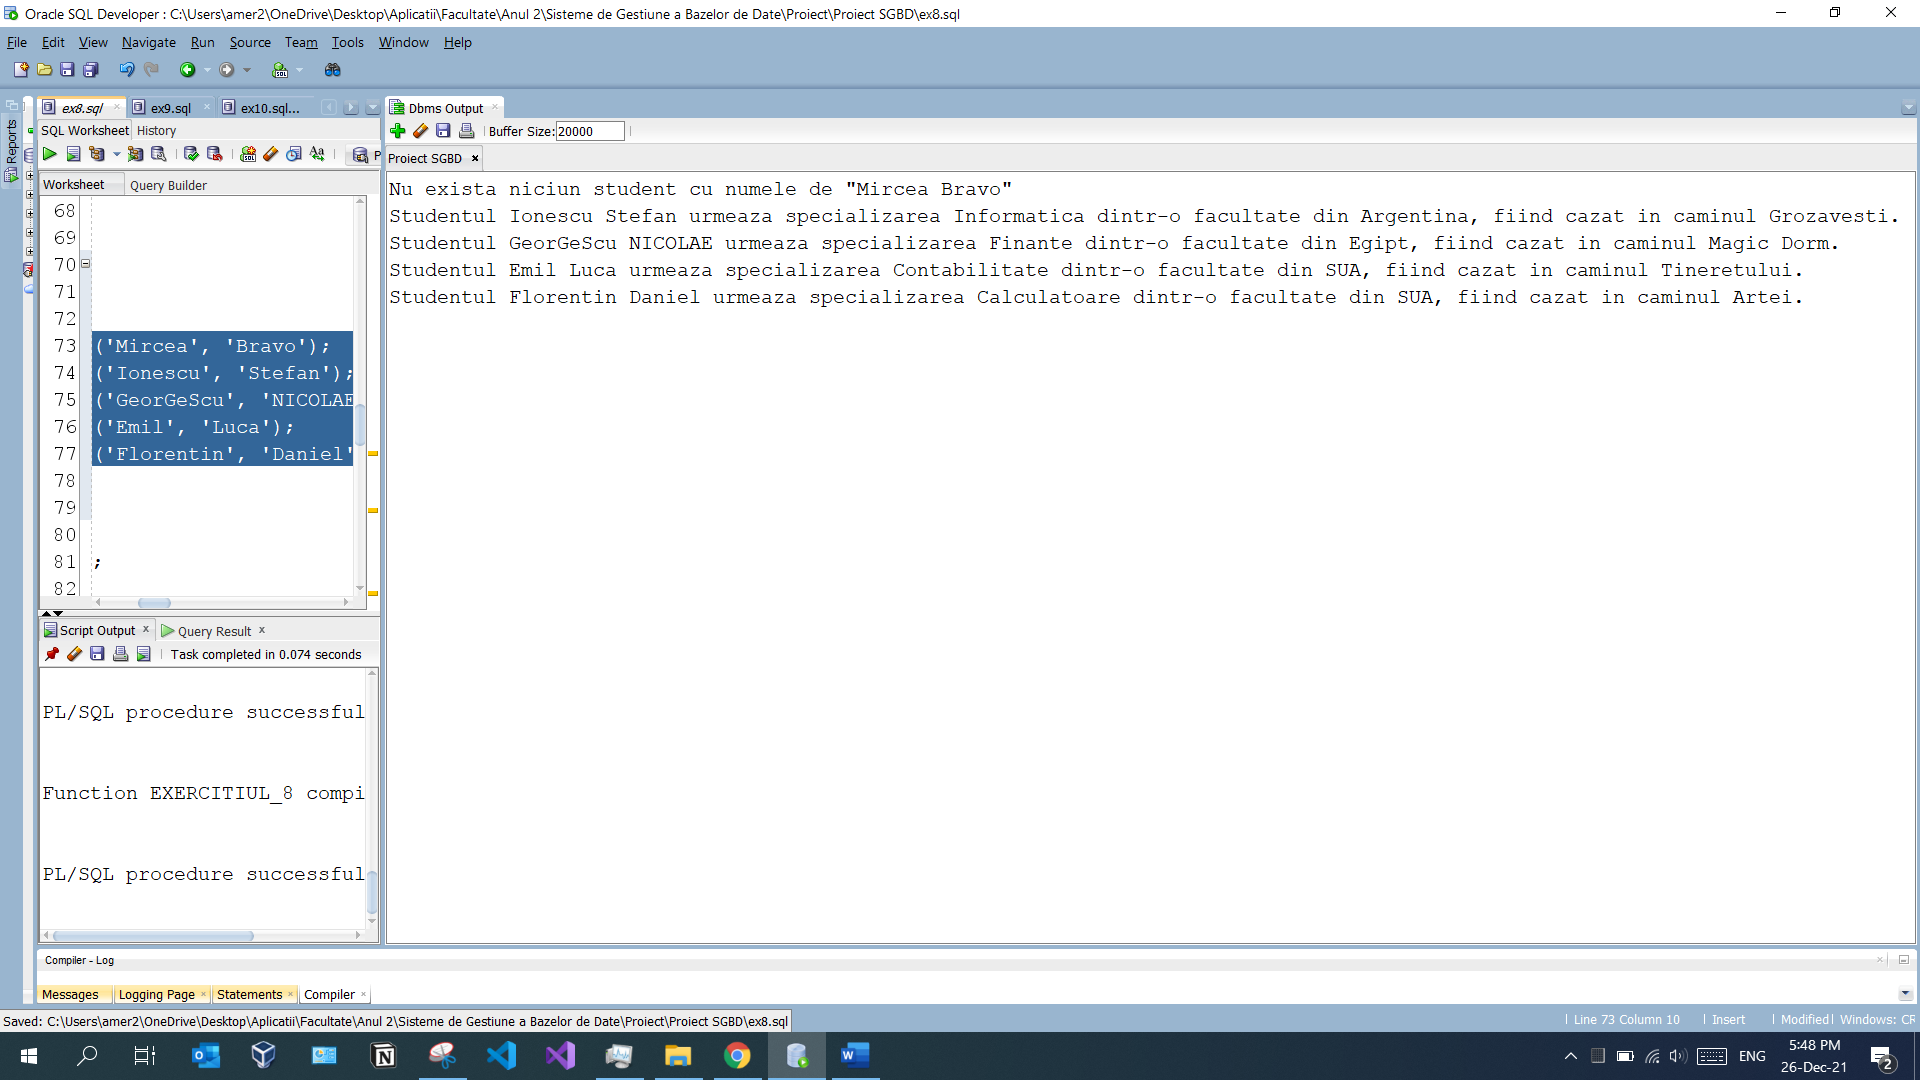 Oracle SQL Developer : C:\Users\amer2\OneDrive\Desktop\Aplicatii\Facultate\Anul 2\Sisteme de Gestiune a Bazelor de Date\Proiect\Proiect SGBD\ex8.sql
File Edit View Navigate Run Source Team Tools Window Help
ex8.sql ex9.sql ex10.sql...
SQL Worksheet History
Worksheet Query Builder
Reports
68
69
70
71
72
73 ('Mircea', 'Bravo');
74 ('Ionescu', 'Stefan');
75 ('GeorGeScu', 'NICOLAE
76 ('Emil', 'Luca');
77 ('Florentin', 'Daniel'
78
79
80
81 ;
82
Script Output Query Result
Task completed in 0.074 seconds
PL/SQL procedure successful
Function EXERCITIUL_8 compi
PL/SQL procedure successful
Dbms Output
Buffer Size: 20000
Proiect SGBD
Nu exista niciun student cu numele de "Mircea Bravo"
Studentul Ionescu Stefan urmeaza specializarea Informatica dintr-o facultate din Argentina, fiind cazat in caminul Grozavesti.
Studentul GeorGeScu NICOLAE urmeaza specializarea Finante dintr-o facultate din Egipt, fiind cazat in caminul Magic Dorm.
Studentul Emil Luca urmeaza specializarea Contabilitate dintr-o facultate din SUA, fiind cazat in caminul Tineretului.
Studentul Florentin Daniel urmeaza specializarea Calculatoare dintr-o facultate din SUA, fiind cazat in caminul Artei.
Compiler - Log
Messages Logging Page Statements Compiler
Saved: C:\Users\amer2\OneDrive\Desktop\Aplicatii\Facultate\Anul 2\Sisteme de Gestiune a Bazelor de Date\Proiect\Proiect SGBD\ex8.sql
Line 73 Column 10 Insert Modified Windows: CR
ENG
5:48 PM
26-Dec-21
2